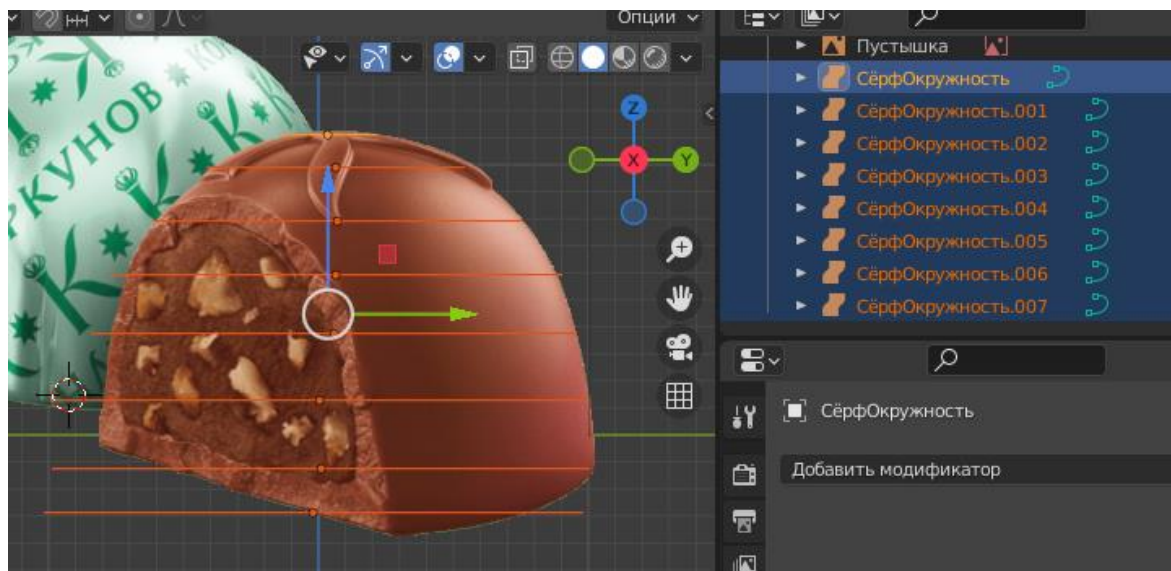 Опции
Пустышка
СёрфОкружность
СёрфОкружность.001
СёрфОкружность.002
СёрфОкружность.003
СёрфОкружность.004
СёрфОкружность.005
СёрфОкружность.006
СёрфОкружность.007
РКУНОВ
Z
X
Y
СёрфОкружность
Добавить модификатор